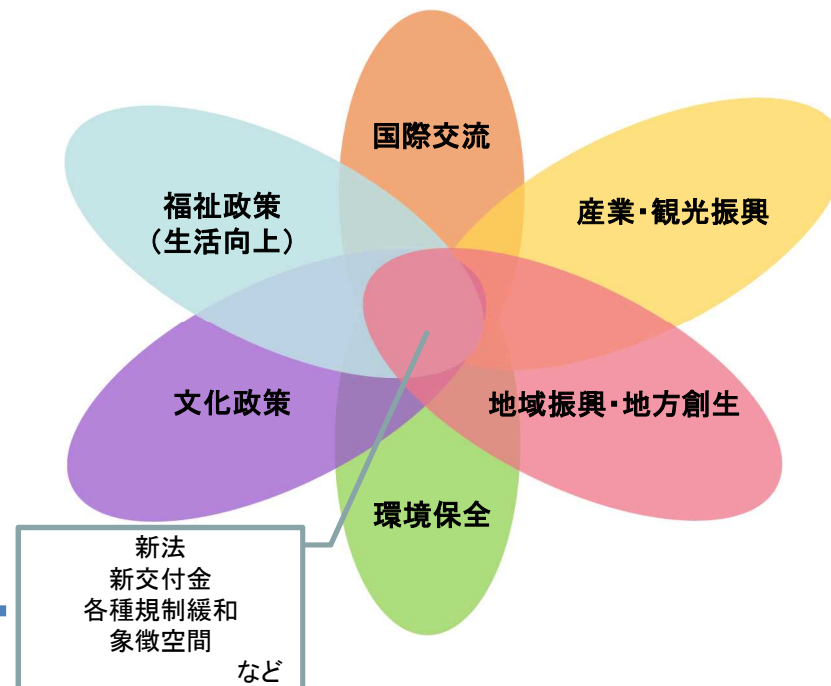 国際交流
福祉政策
（生活向上）
産業・観光振興
文化政策
地域振興・地方創生
環境保全
新法
新交付金
各種規制緩和
象徴空間
など